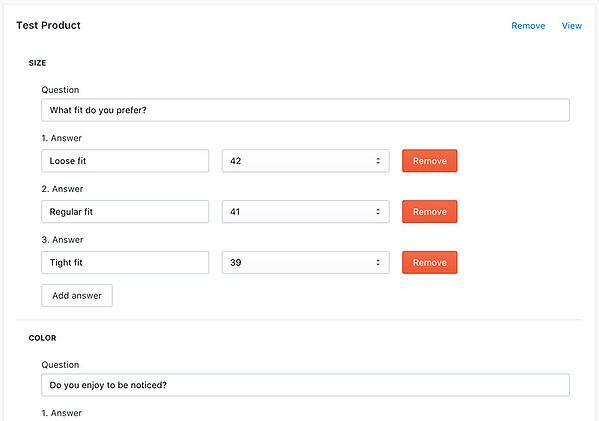 Test Product Remove View
SIZE
Question
What fit do you prefer?
1. Answer
Loose fit 42 Remove
2. Answer
Regular fit 41 Remove
3. Answer
Tight fit 39 Remove
Add answer
COLOR
Question
Do you enjoy to be noticed?
1. Answer